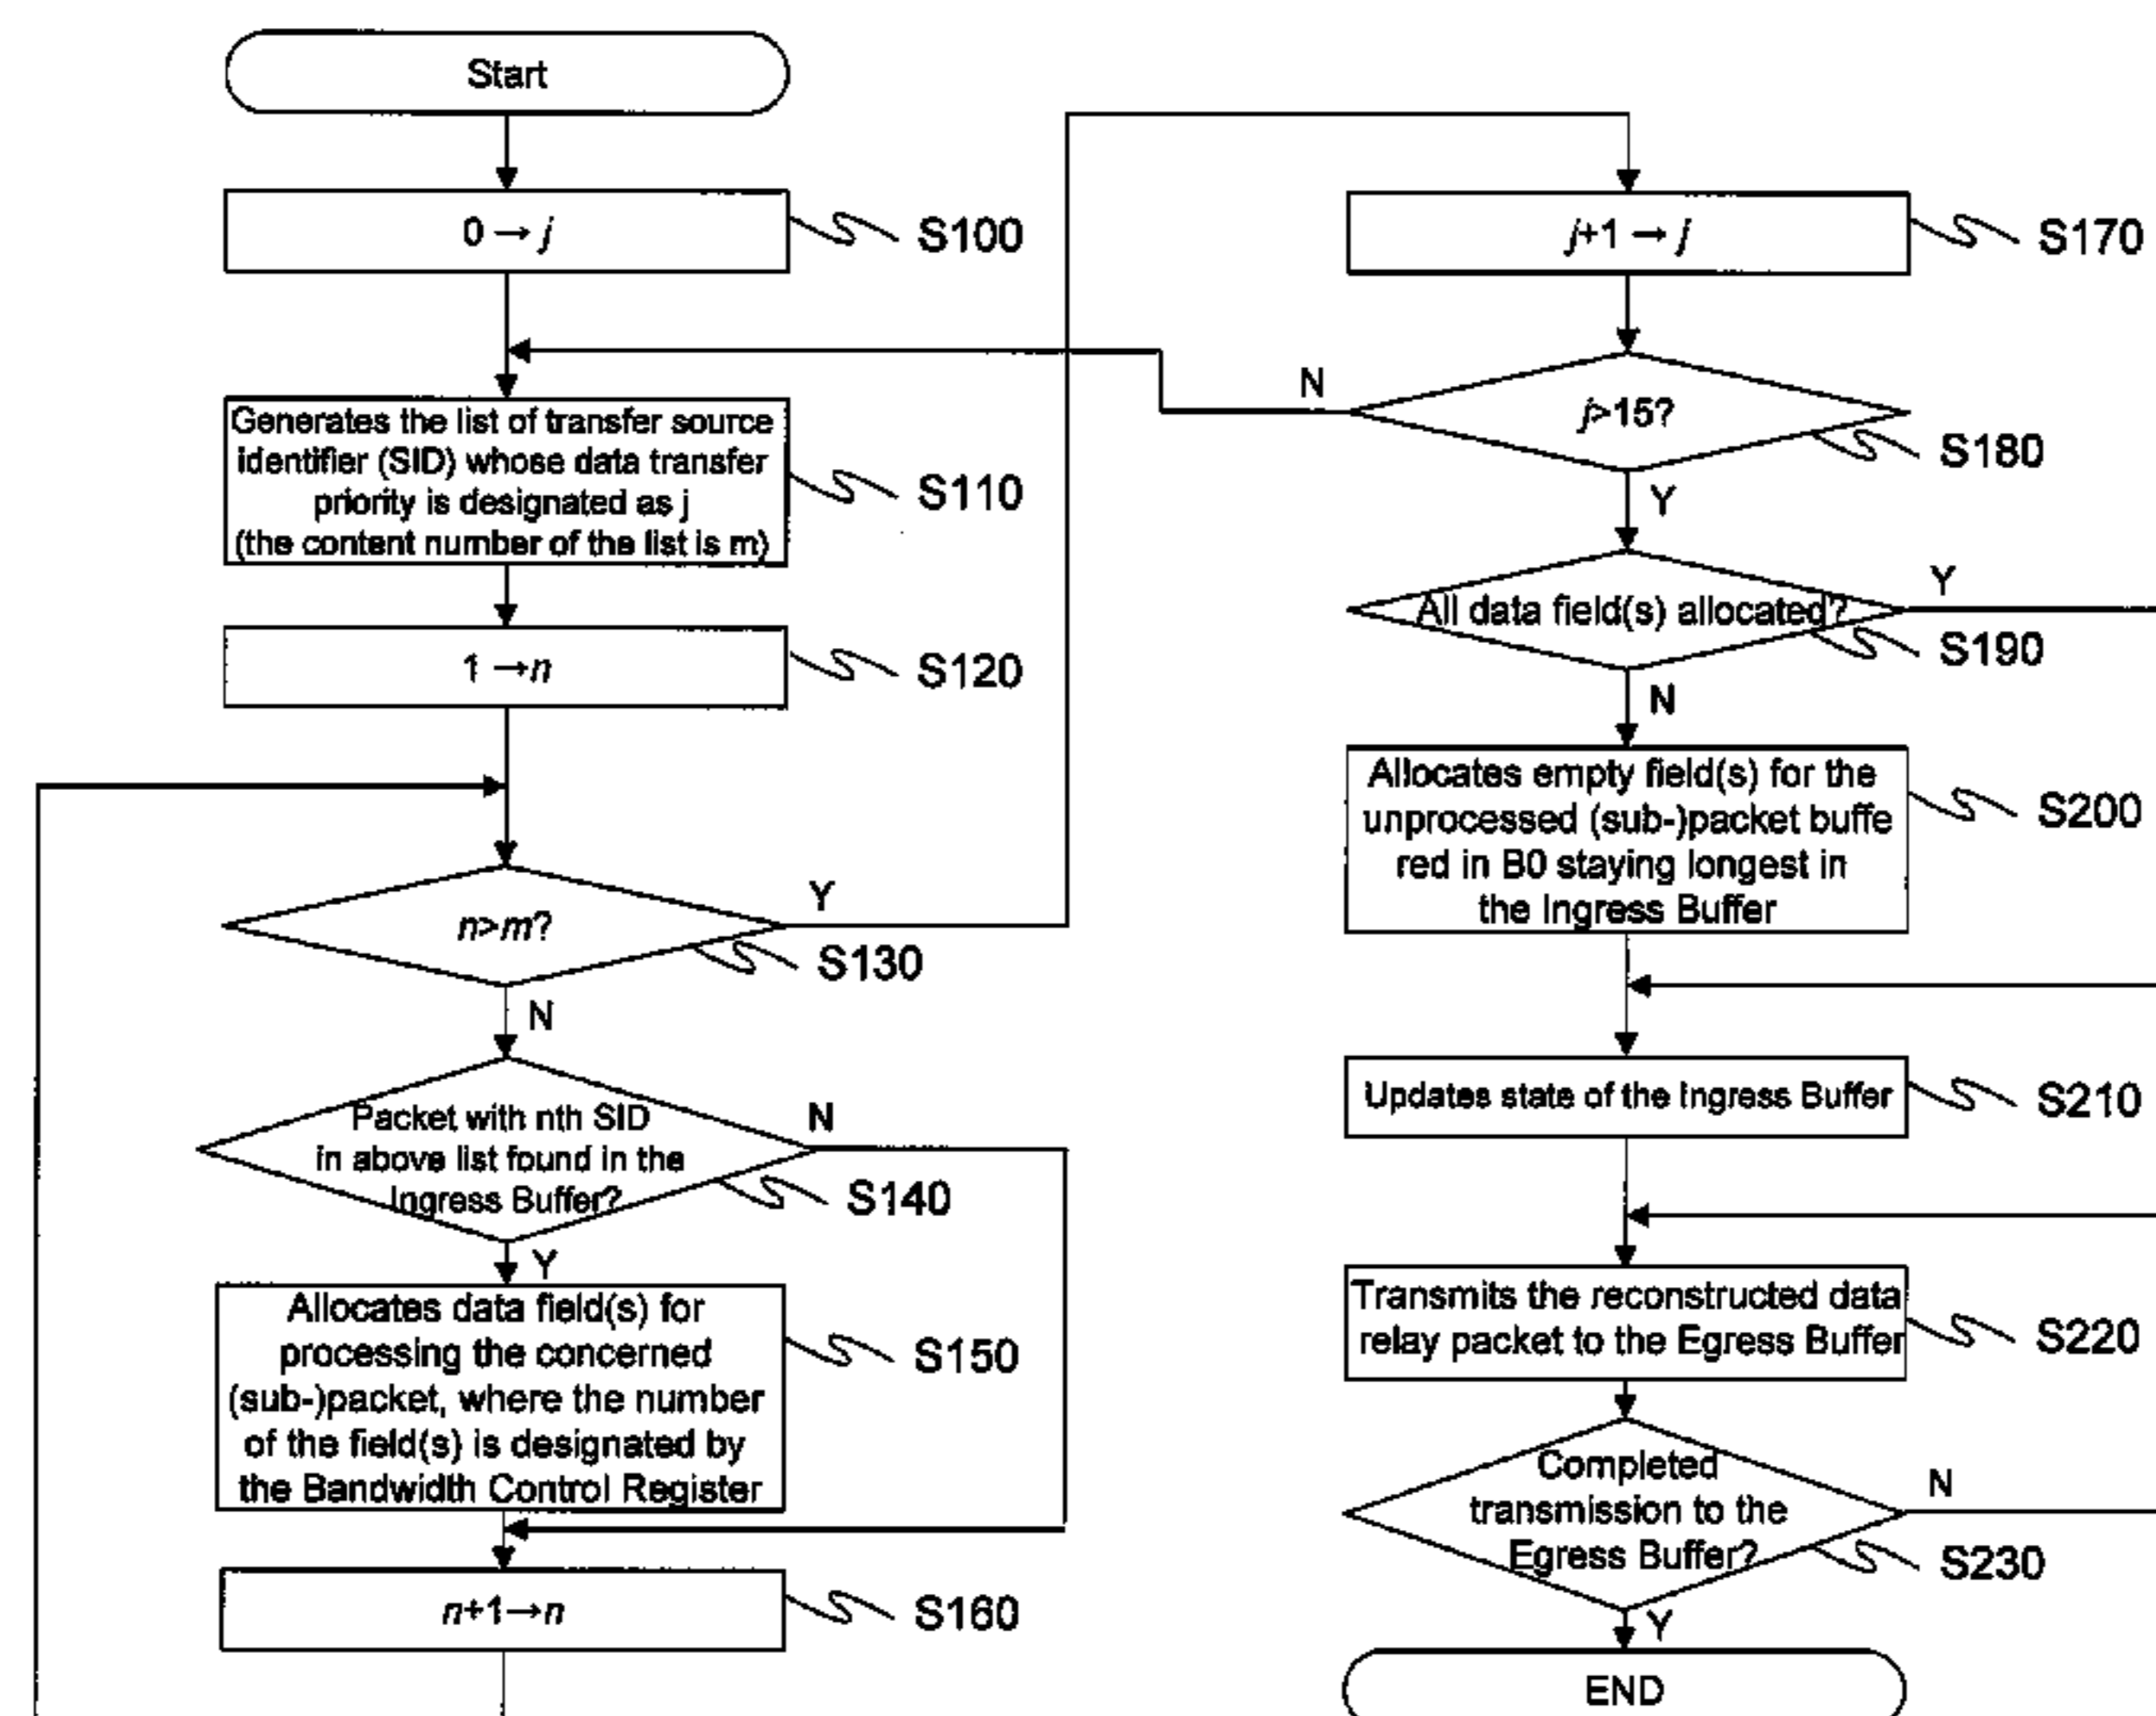 Start
0 → j
S100
Generates the list of transfer source
identifier (SID) whose data transfer
priority is designated as j
(the content number of the list is m)
S110
1 → n
S120
n>m?
Y
S130
N
Packet with nth SID
in above list found in the
Ingress Buffer?
N
S140
Y
Allocates data field(s) for
processing the concerned
(sub-)packet, where the number
of the field(s) is designated by
the Bandwidth Control Register
S150
n+1→n
S160
j+1 → j
S170
N
j>15?
S180
Y
All data field(s) allocated?
Y
S190
N
Allocates empty field(s) for the
unprocessed (sub-)packet buffe
red in B0 staying longest in
the Ingress Buffer
S200
Updates state of the Ingress Buffer
S210
Transmits the reconstructed data
relay packet to the Egress Buffer
S220
Completed
transmission to the
Egress Buffer?
N
S230
Y
END